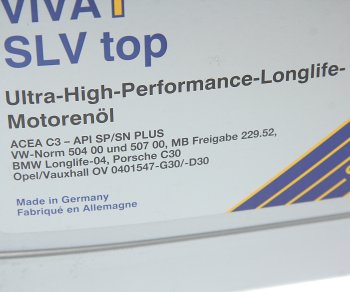 VIVA 1
SLV top
Ultra-High-Performance-Longlife-
Motorenöl
ACEA C3 – API SP/SN PLUS
VW-Norm 504 00 und 507 00, MB Freigabe 229.52,
BMW Longlife-04, Porsche C30
Opel/Vauxhall OV 0401547-G30/-D30
Made in Germany
Fabriqué en Allemagne